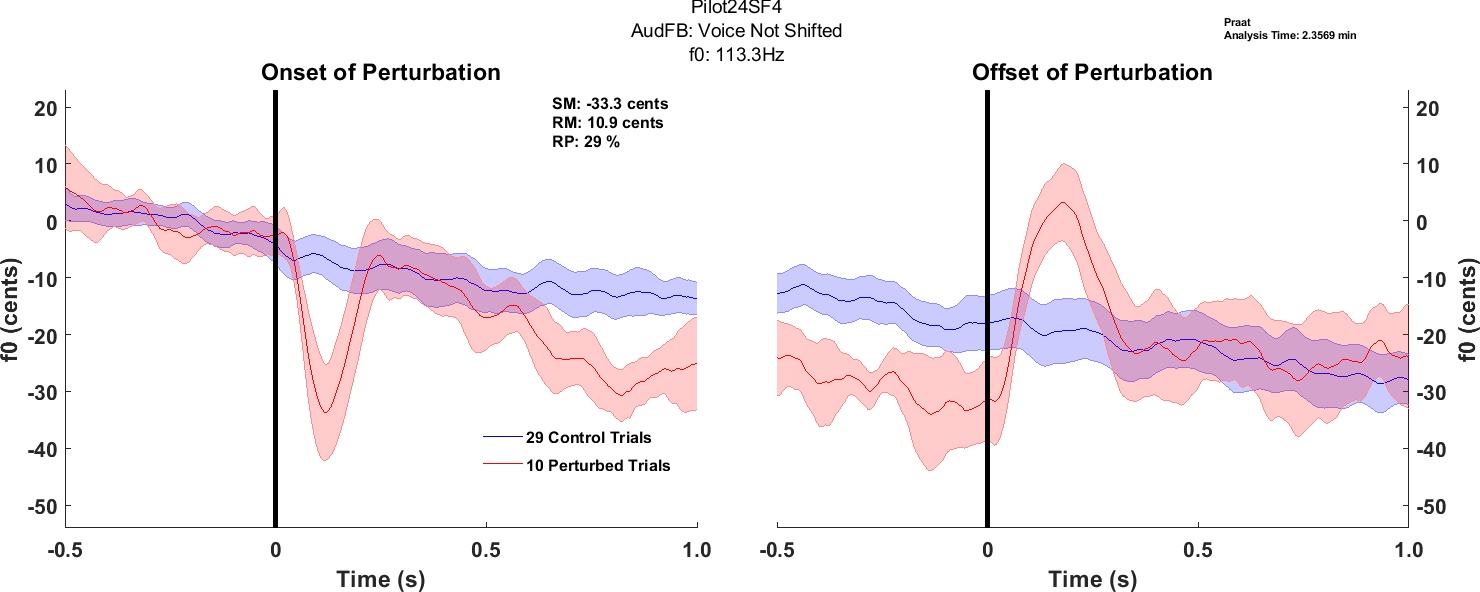 Pilot24SF4
AudFB: Voice Not Shifted
f0: 113.3Hz
Praat
Analysis Time: 2.3569 min
Onset of Perturbation
SM: -33.3 cents
RM: 10.9 cents
RP: 29 %
20
10
0
-10
-20
-30
-40
-50
f0 (cents)
29 Control Trials
10 Perturbed Trials
-0.5 0 0.5 1.0
Time (s)
Offset of Perturbation
20
10
0
-10
-20
-30
-40
-50
f0 (cents)
-0.5 0 0.5 1.0
Time (s)